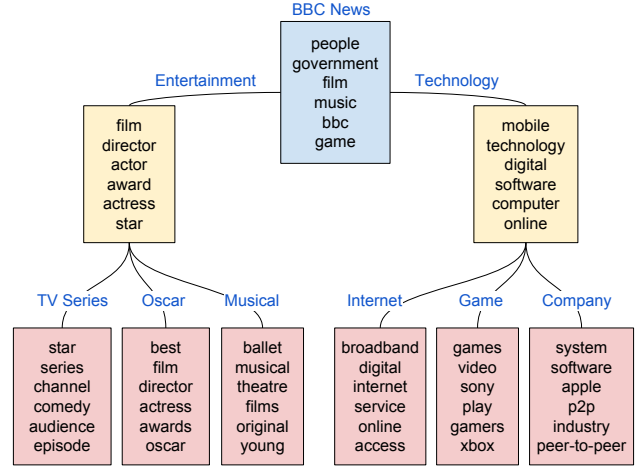 BBC News
people
government
film
music
bbc
game
Entertainment
Technology
film
director
actor
award
actress
star
mobile
technology
digital
software
computer
online
TV Series
Oscar
Musical
Internet
Game
Company
star
series
channel
comedy
audience
episode
best
film
director
actress
awards
oscar
ballet
musical
theatre
films
original
young
broadband
digital
internet
service
online
access
games
video
sony
play
gamers
xbox
system
software
apple
p2p
industry
peer-to-peer